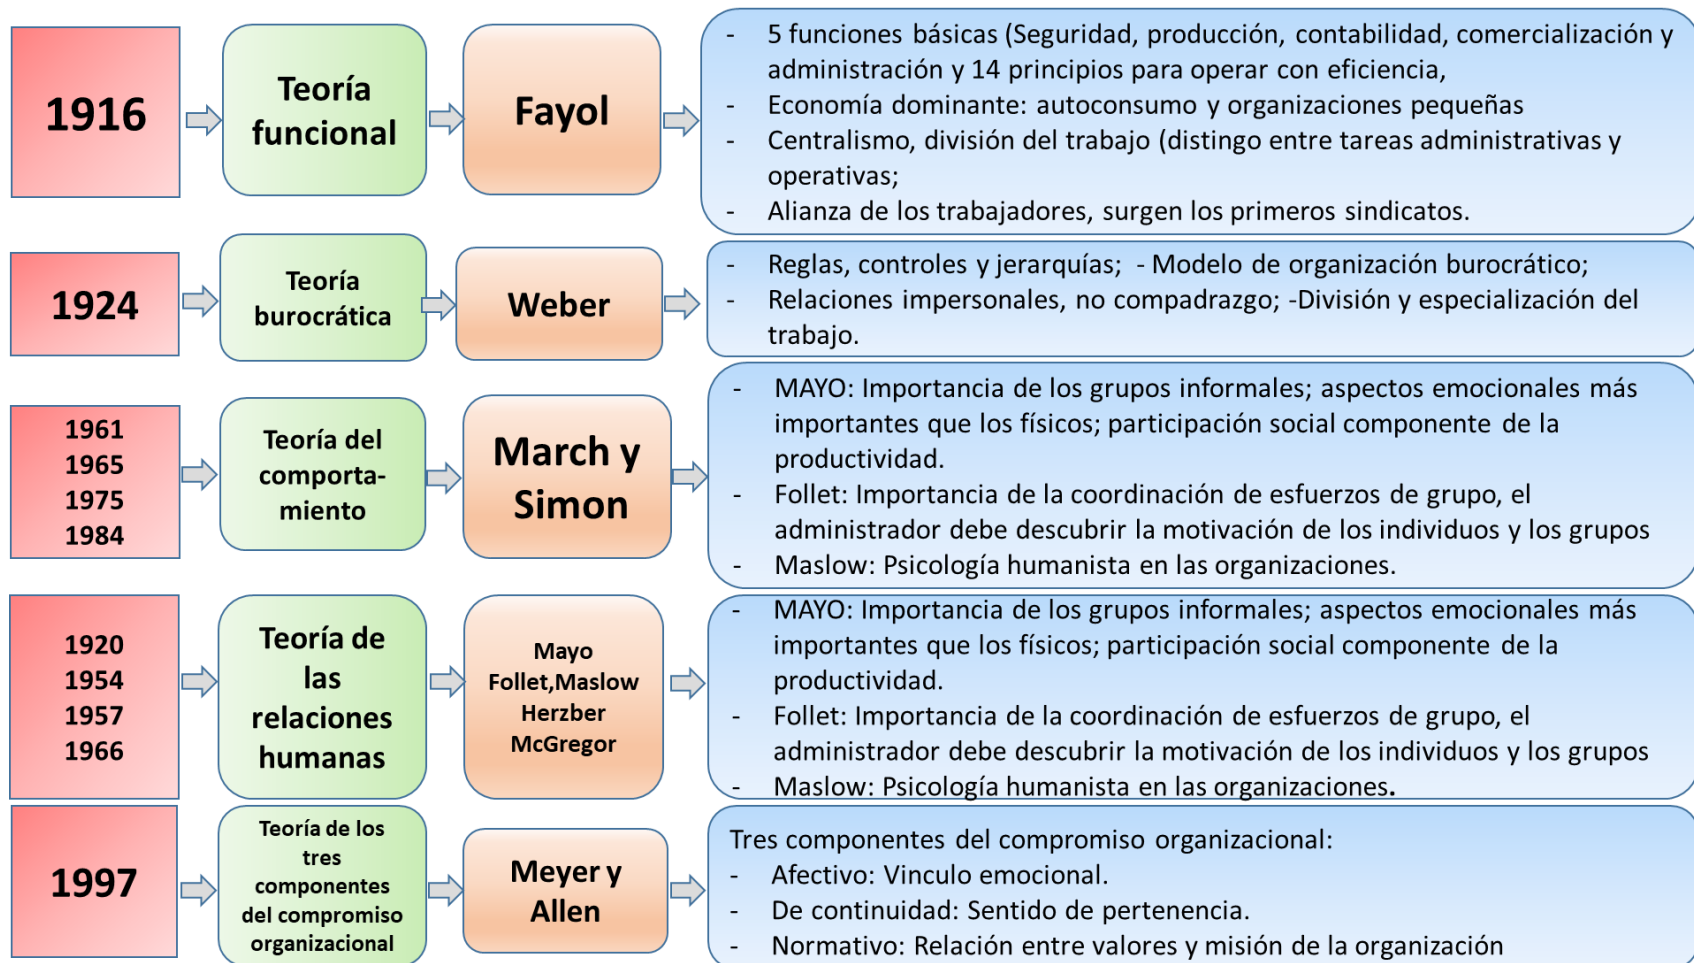 1916
Teoría
funcional
Fayol
- 5 funciones básicas (Seguridad, producción, contabilidad, comercialización y
administración y 14 principios para operar con eficiencia,
- Economía dominante: autoconsumo y organizaciones pequeñas
- Centralismo, división del trabajo (distingo entre tareas administrativas y
operativas;
- Alianza de los trabajadores, surgen los primeros sindicatos.
1924
Teoría
burocrática
Weber
- Reglas, controles y jerarquías; - Modelo de organización burocrático;
- Relaciones impersonales, no compadrazgo; -División y especialización del
trabajo.
1961
1965
1975
1984
Teoría del
comporta-
miento
March y
Simon
- MAYO: Importancia de los grupos informales; aspectos emocionales más
importantes que los físicos; participación social componente de la
productividad.
- Follet: Importancia de la coordinación de esfuerzos de grupo, el
administrador debe descubrir la motivación de los individuos y los grupos
- Maslow: Psicología humanista en las organizaciones.
1920
1954
1957
1966
Teoría de
las
relaciones
humanas
Mayo
Follet,Maslow
Herzber
McGregor
- MAYO: Importancia de los grupos informales; aspectos emocionales más
importantes que los físicos; participación social componente de la
productividad.
- Follet: Importancia de la coordinación de esfuerzos de grupo, el
administrador debe descubrir la motivación de los individuos y los grupos
- Maslow: Psicología humanista en las organizaciones.
1997
Teoría de los
tres
componentes
del compromiso
organizacional
Meyer y
Allen
Tres componentes del compromiso organizacional:
- Afectivo: Vinculo emocional.
- De continuidad: Sentido de pertenencia.
- Normativo: Relación entre valores y misión de la organización